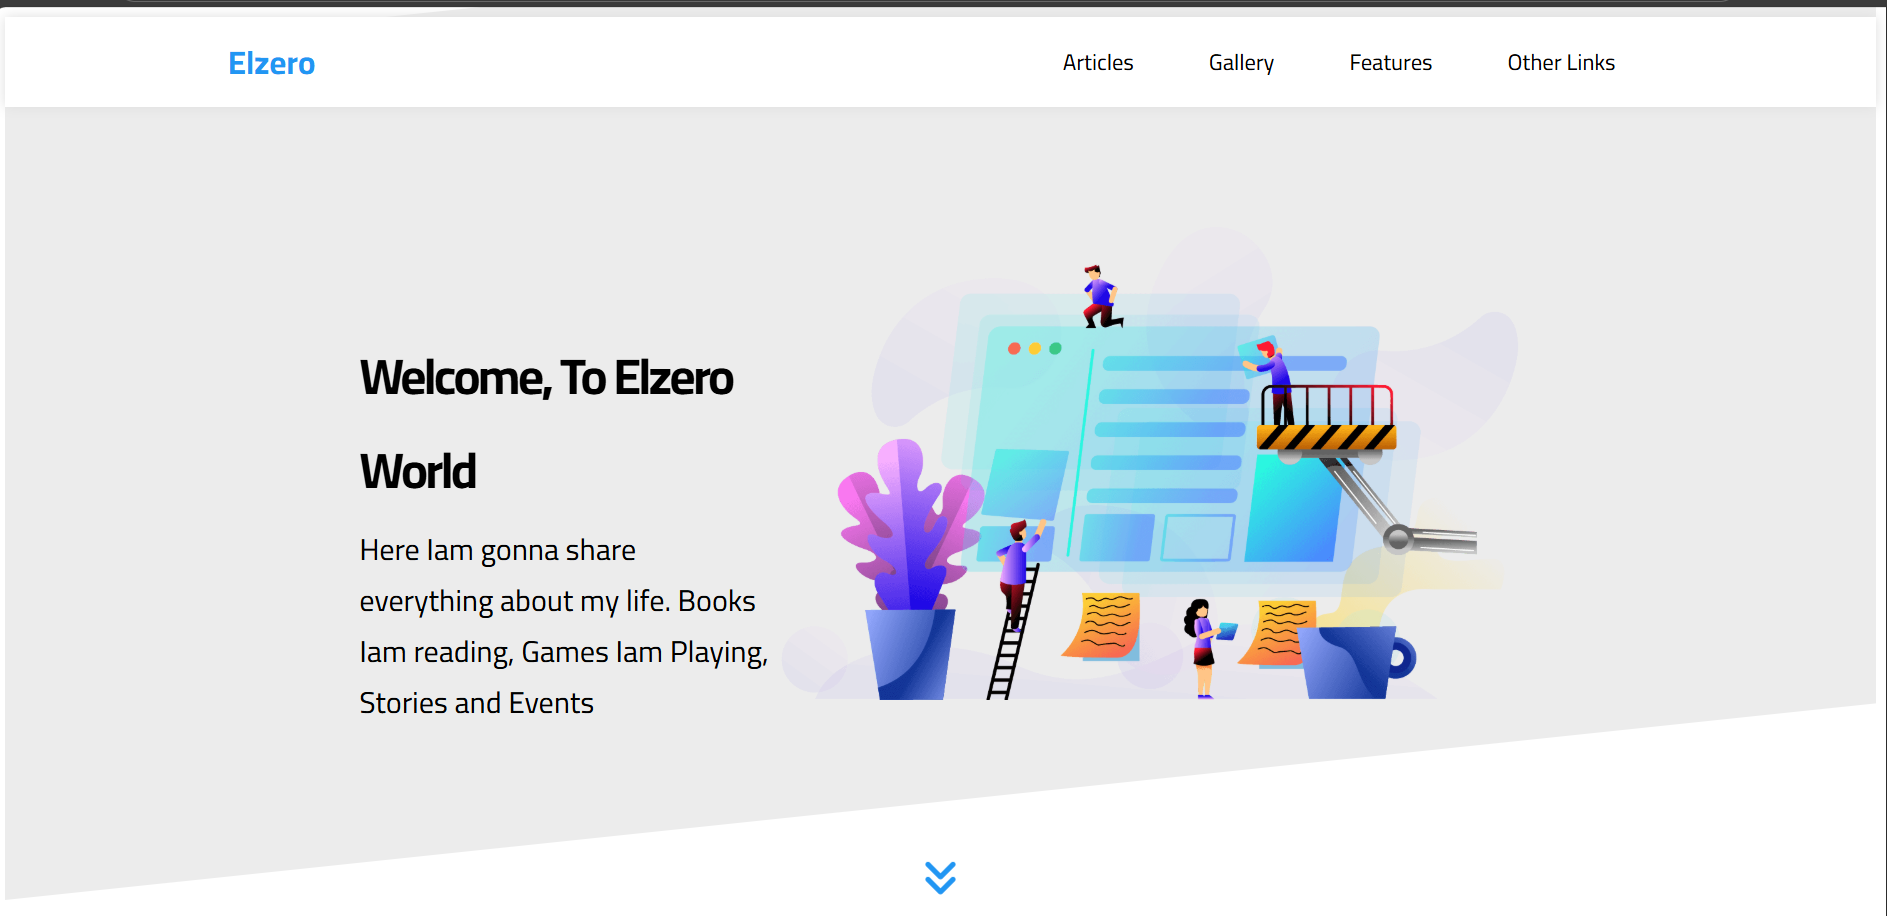 Elzero
Articles
Gallery
Features
Other Links
Welcome, To Elzero
World
Here Iam gonna share
everything about my life. Books
Iam reading, Games Iam Playing,
Stories and Events